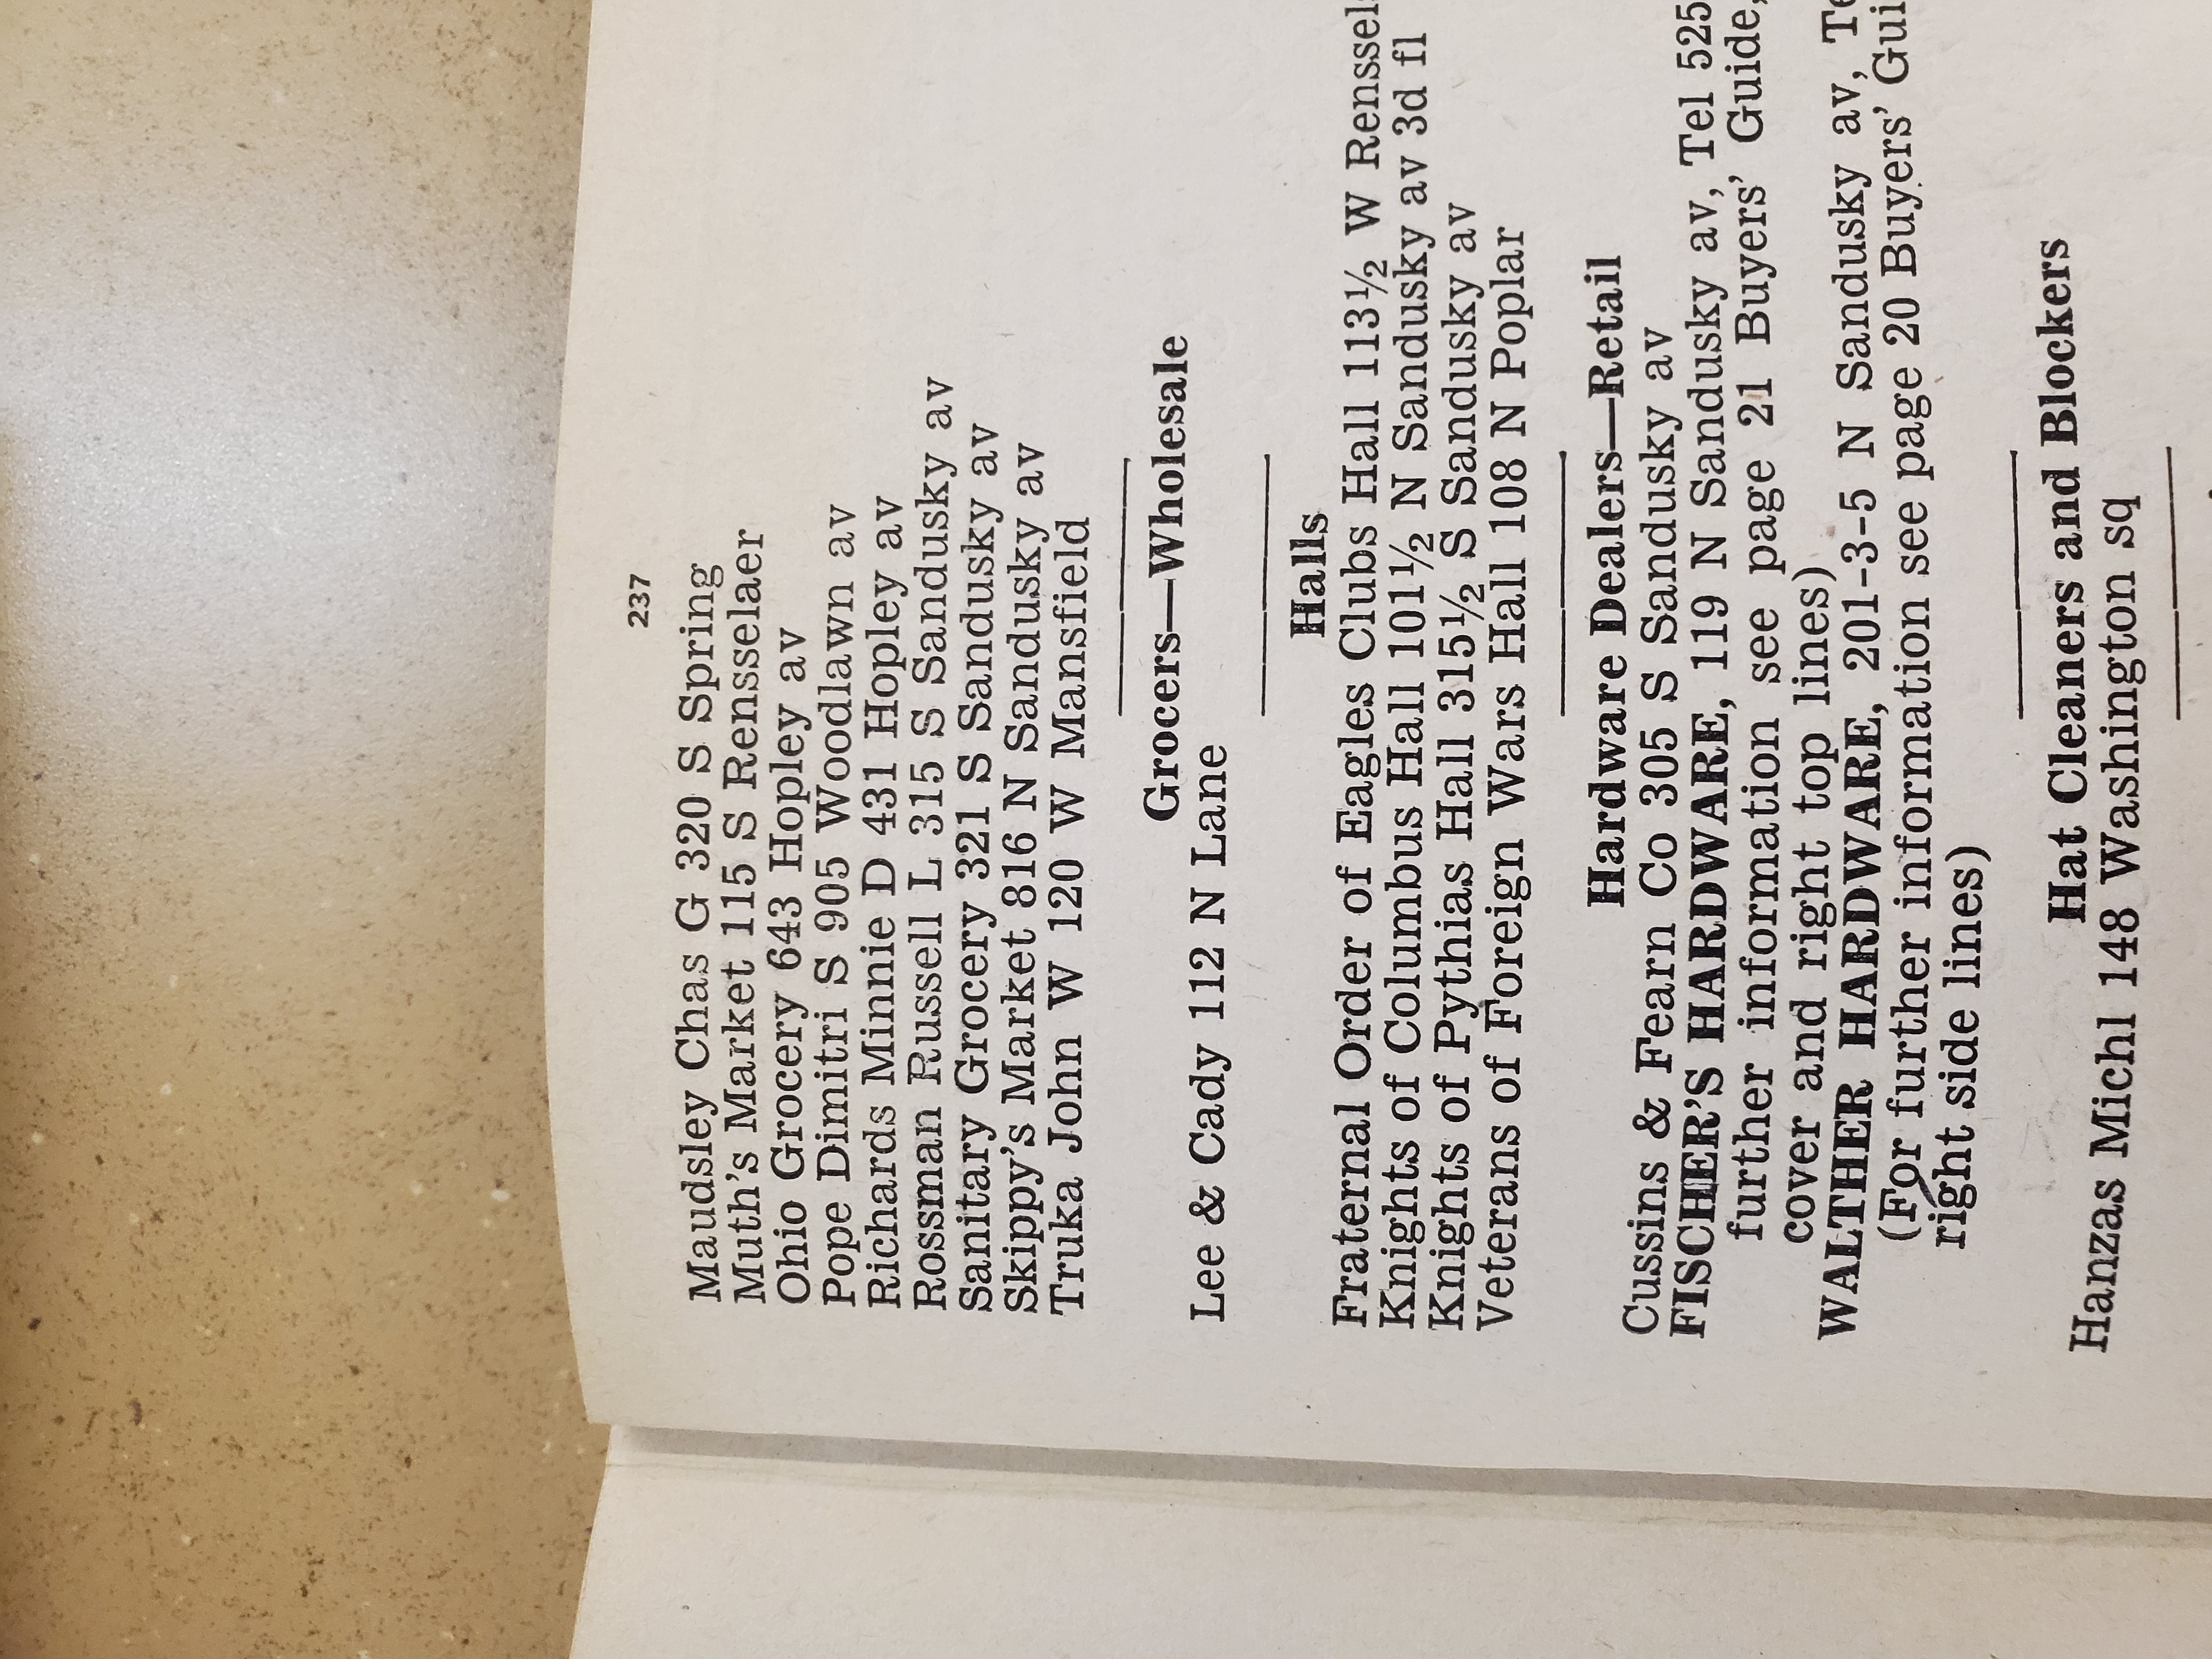 237
Maudsley Chas G 320 S Spring
Muth's Market 115 S Rensselaer
Ohio Grocery 643 Hopley av
Pope Dimitri S 905 Woodlawn av
Richards Minnie D 431 Hopley av
Rossman Russell L 315 S Sandusky av
Sanitary Grocery 321 S Sandusky av
Skippy's Market 816 N Sandusky av
Truka John W 120 W Mansfield
Grocers—Wholesale
Lee & Cady 112 N Lane
Halls
Fraternal Order of Eagles Clubs Hall 113½ W Renssel
Knights of Columbus Hall 101½ N Sandusky av 3d fl
Knights of Pythias Hall 315½ S Sandusky av
Veterans of Foreign Wars Hall 108 N Poplar
Hardware Dealers—Retail
Cussins & Fearn Co 305 S Sandusky av
FISCHER'S HARDWARE, 119 N Sandusky av, Tel 525
further information see page 21 Buyers' Guide,
cover and right top lines)
WALTHER HARDWARE, 201-3-5 N Sandusky av, Te
(For further information see page 20 Buyers' Gui
right side lines)
Hat Cleaners and Blockers
Hanzas Michl 148 Washington sq